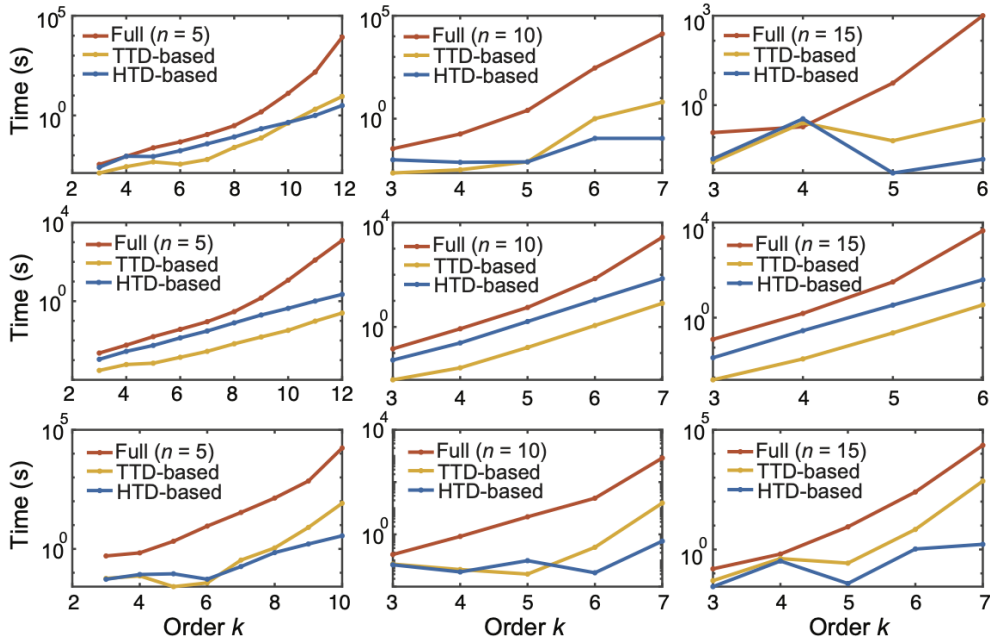 Time (s)
10^5
10^0
Full (n = 5)
TTD-based
HTD-based
2 4 6 8 10 12
10^5
10^0
Full (n = 10)
TTD-based
HTD-based
3 4 5 6 7
10^3
10^0
Full (n = 15)
TTD-based
HTD-based
3 4 5 6
Time (s)
10^4
10^0
Full (n = 5)
TTD-based
HTD-based
2 4 6 8 10 12
10^4
10^0
Full (n = 10)
TTD-based
HTD-based
3 4 5 6 7
10^4
10^0
Full (n = 15)
TTD-based
HTD-based
3 4 5 6
Time (s)
10^5
10^0
Full (n = 5)
TTD-based
HTD-based
2 4 6 8 10
Order k
10^4
10^0
Full (n = 10)
TTD-based
HTD-based
3 4 5 6 7
Order k
10^5
10^0
Full (n = 15)
TTD-based
HTD-based
3 4 5 6 7
Order k